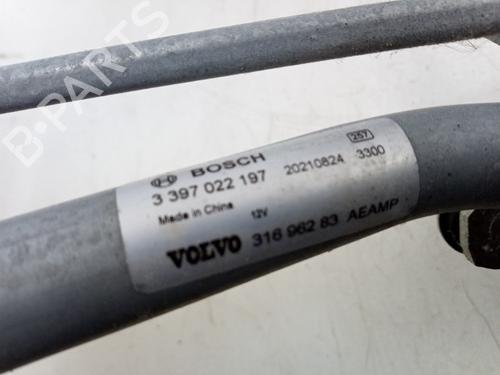 BOSCH
3 397 022 197 20210824 3300
257
Made in China 12V
VOLVO 316 962 83 AEAMP
B-PARTS